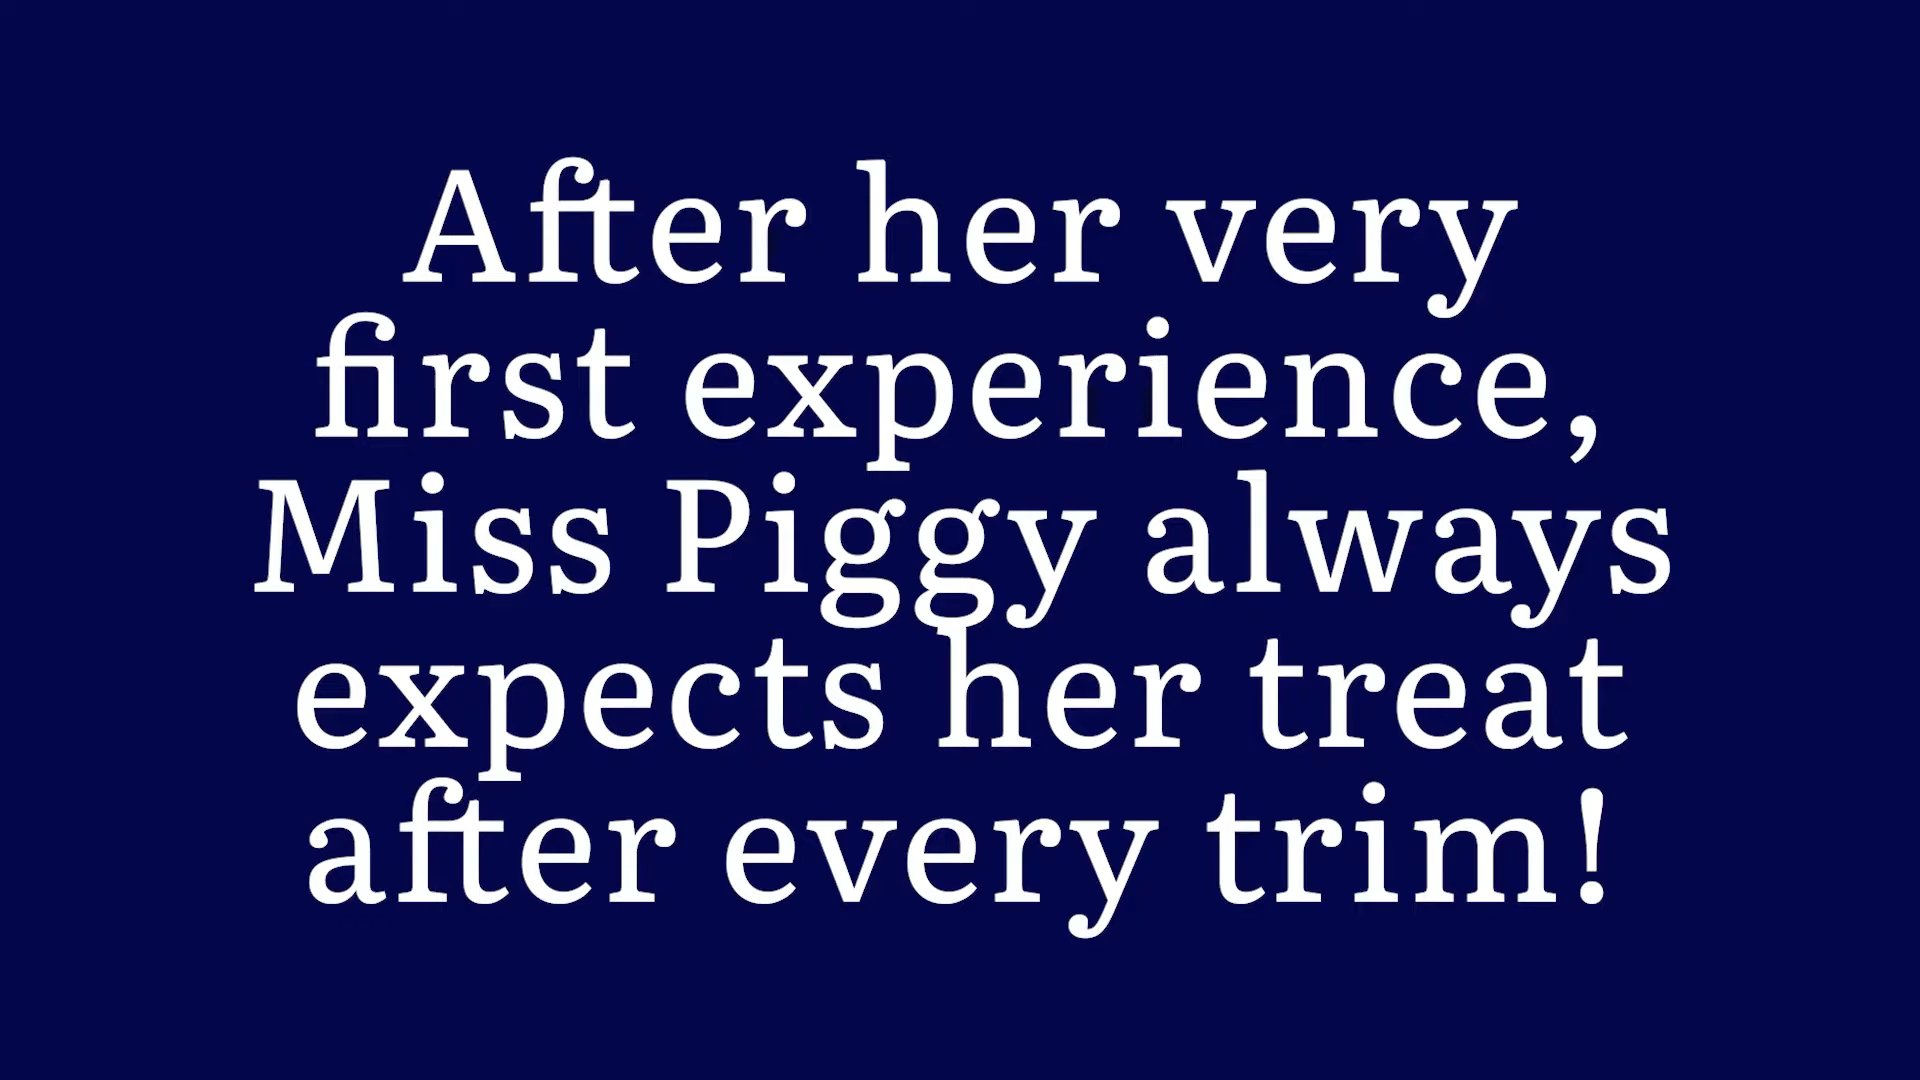 After her very
first experience,
Miss Piggy always
expects her treat
after every trim!